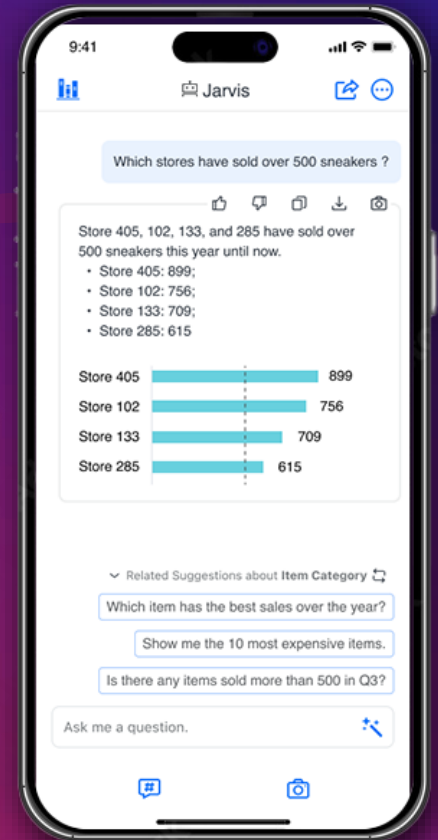 9:41
Jarvis
Which stores have sold over 500 sneakers ?
Store 405, 102, 133, and 285 have sold over
500 sneakers this year until now.
• Store 405: 899;
• Store 102: 756;
• Store 133: 709;
• Store 285: 615
Store 405 899
Store 102 756
Store 133 709
Store 285 615
Related Suggestions about Item Category
Which item has the best sales over the year?
Show me the 10 most expensive items.
Is there any items sold more than 500 in Q3?
Ask me a question.
#